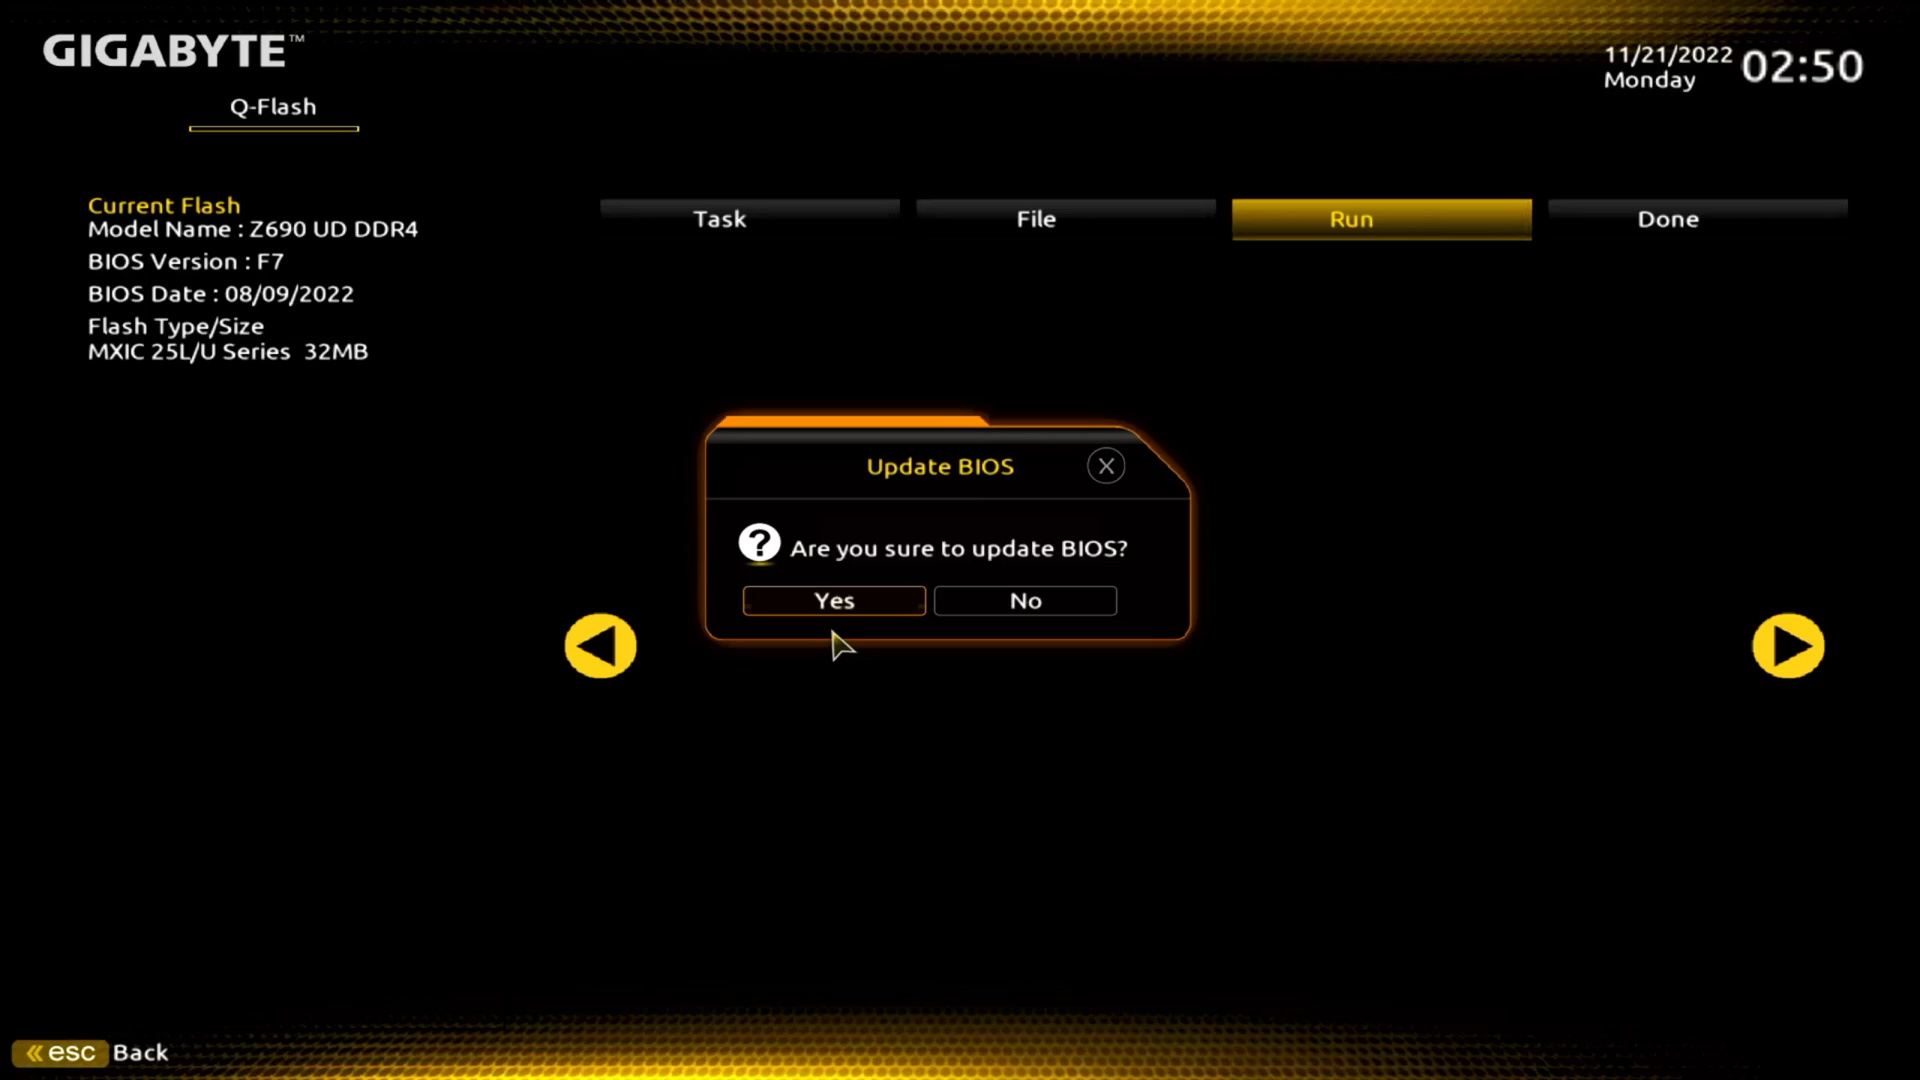 GIGABYTE™
11/21/2022
Monday
02:50
Q-Flash
Current Flash
Model Name : Z690 UD DDR4
BIOS Version : F7
BIOS Date : 08/09/2022
Flash Type/Size
MXIC 25L/U Series  32MB
Task
File
Run
Done
Update BIOS
X
? Are you sure to update BIOS?
Yes
No
«esc Back